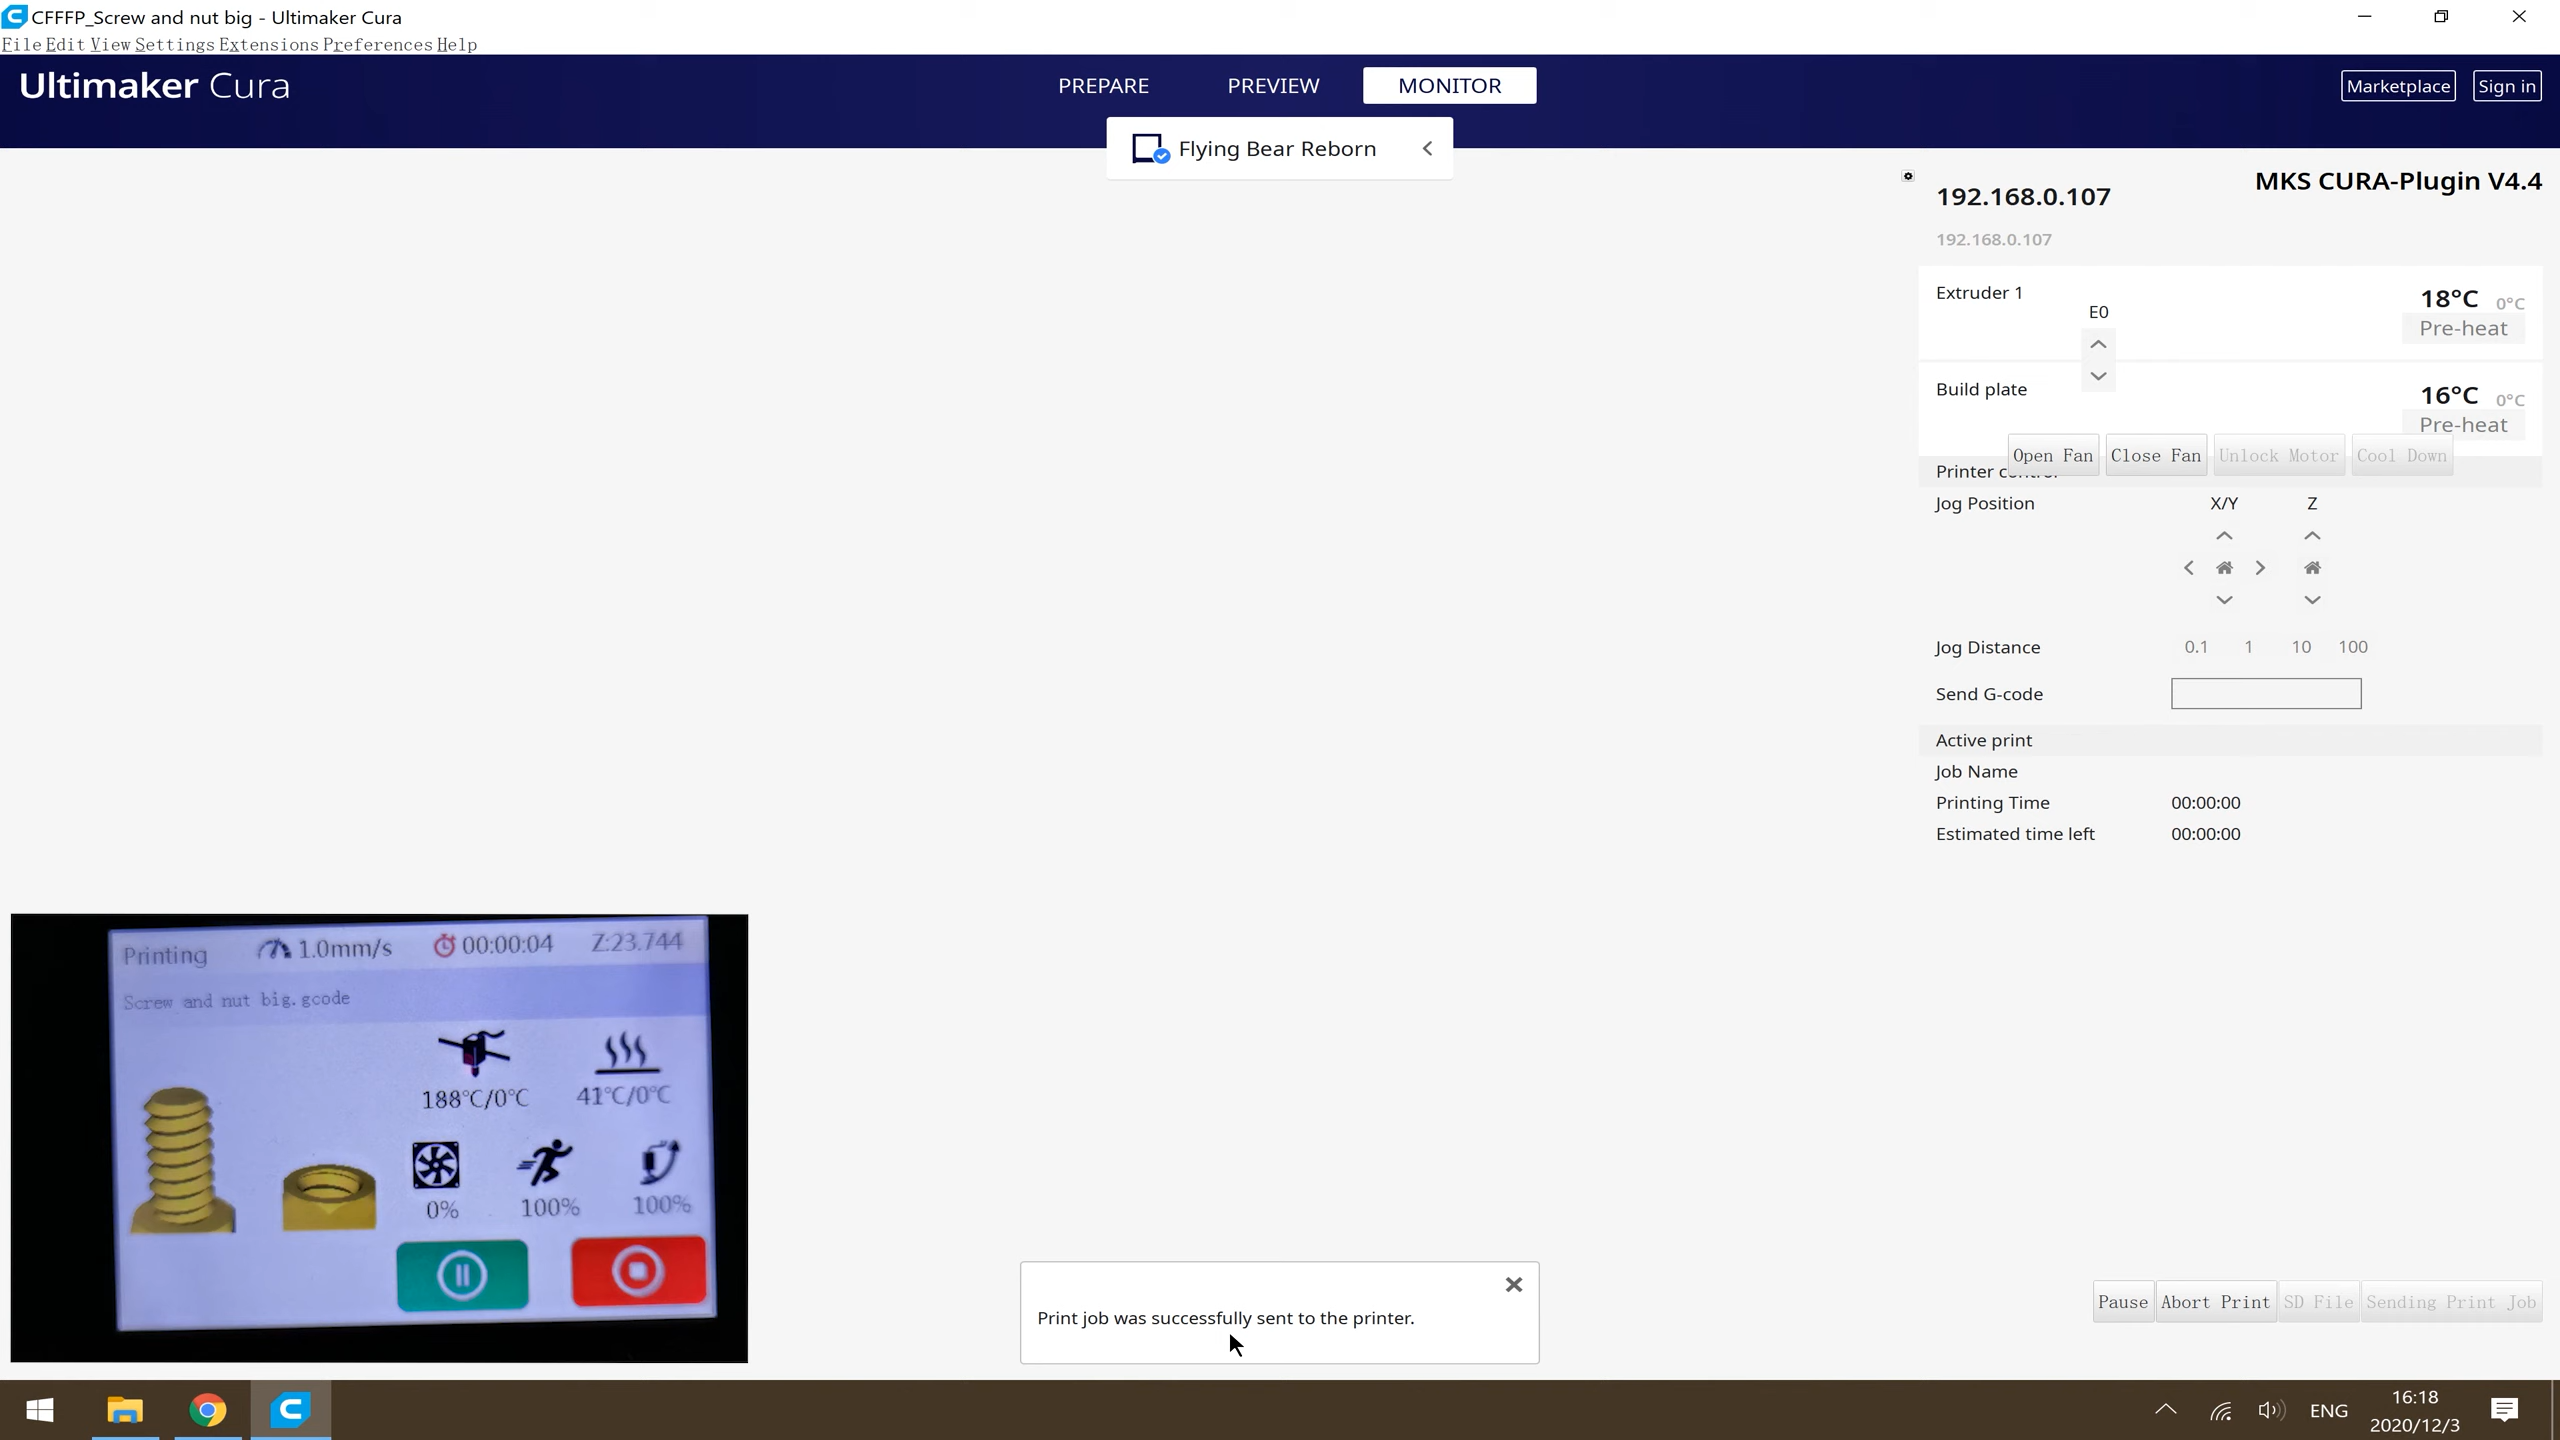 CFFFP_Screw and nut big - Ultimaker Cura
File Edit View Settings Extensions Preferences Help
Ultimaker Cura
PREPARE PREVIEW MONITOR
Marketplace Sign in
Flying Bear Reborn
MKS CURA-Plugin V4.4
192.168.0.107
192.168.0.107
Extruder 1
18°C 0°C
E0
Pre-heat
Build plate
16°C 0°C
Pre-heat
Open Fan Close Fan Unlock Motor Cool Down
Printer control
Jog Position X/Y Z
Jog Distance 0.1 1 10 100
Send G-code
Active print
Job Name
Printing Time 00:00:00
Estimated time left 00:00:00
Printing 1.0mm/s 00:00:04 Z:23.744
Screw and nut big.gcode
188°C/0°C 41°C/0°C
0% 100% 100%
Print job was successfully sent to the printer.
Pause Abort Print SD File Sending Print Job
ENG
16:18
2020/12/3